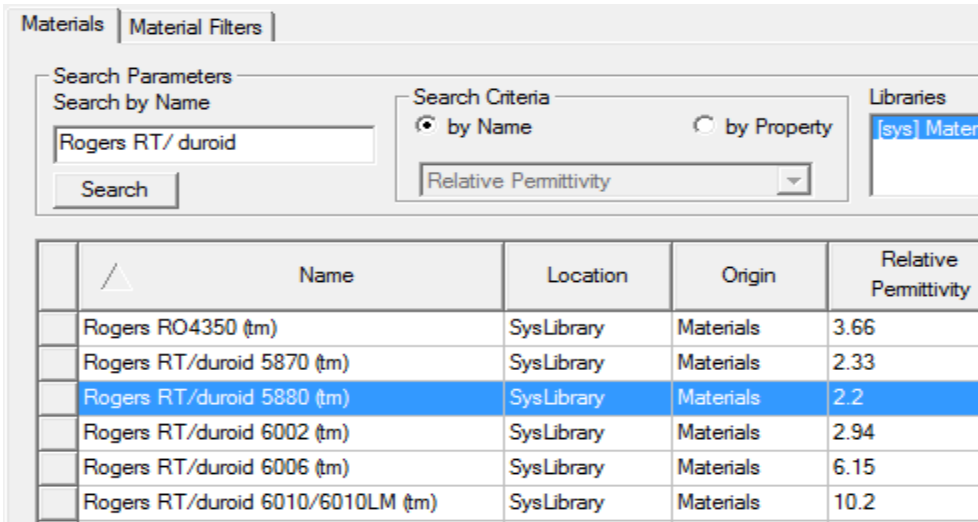 Materials Material Filters
Search Parameters
Search by Name
Rogers RT/ duroid
Search
Search Criteria
by Name by Property
Relative Permittivity
Libraries
[sys] Mater
Name Location Origin Relative Permittivity
Rogers RO4350 (tm) SysLibrary Materials 3.66
Rogers RT/duroid 5870 (tm) SysLibrary Materials 2.33
Rogers RT/duroid 5880 (tm) SysLibrary Materials 2.2
Rogers RT/duroid 6002 (tm) SysLibrary Materials 2.94
Rogers RT/duroid 6006 (tm) SysLibrary Materials 6.15
Rogers RT/duroid 6010/6010LM (tm) SysLibrary Materials 10.2